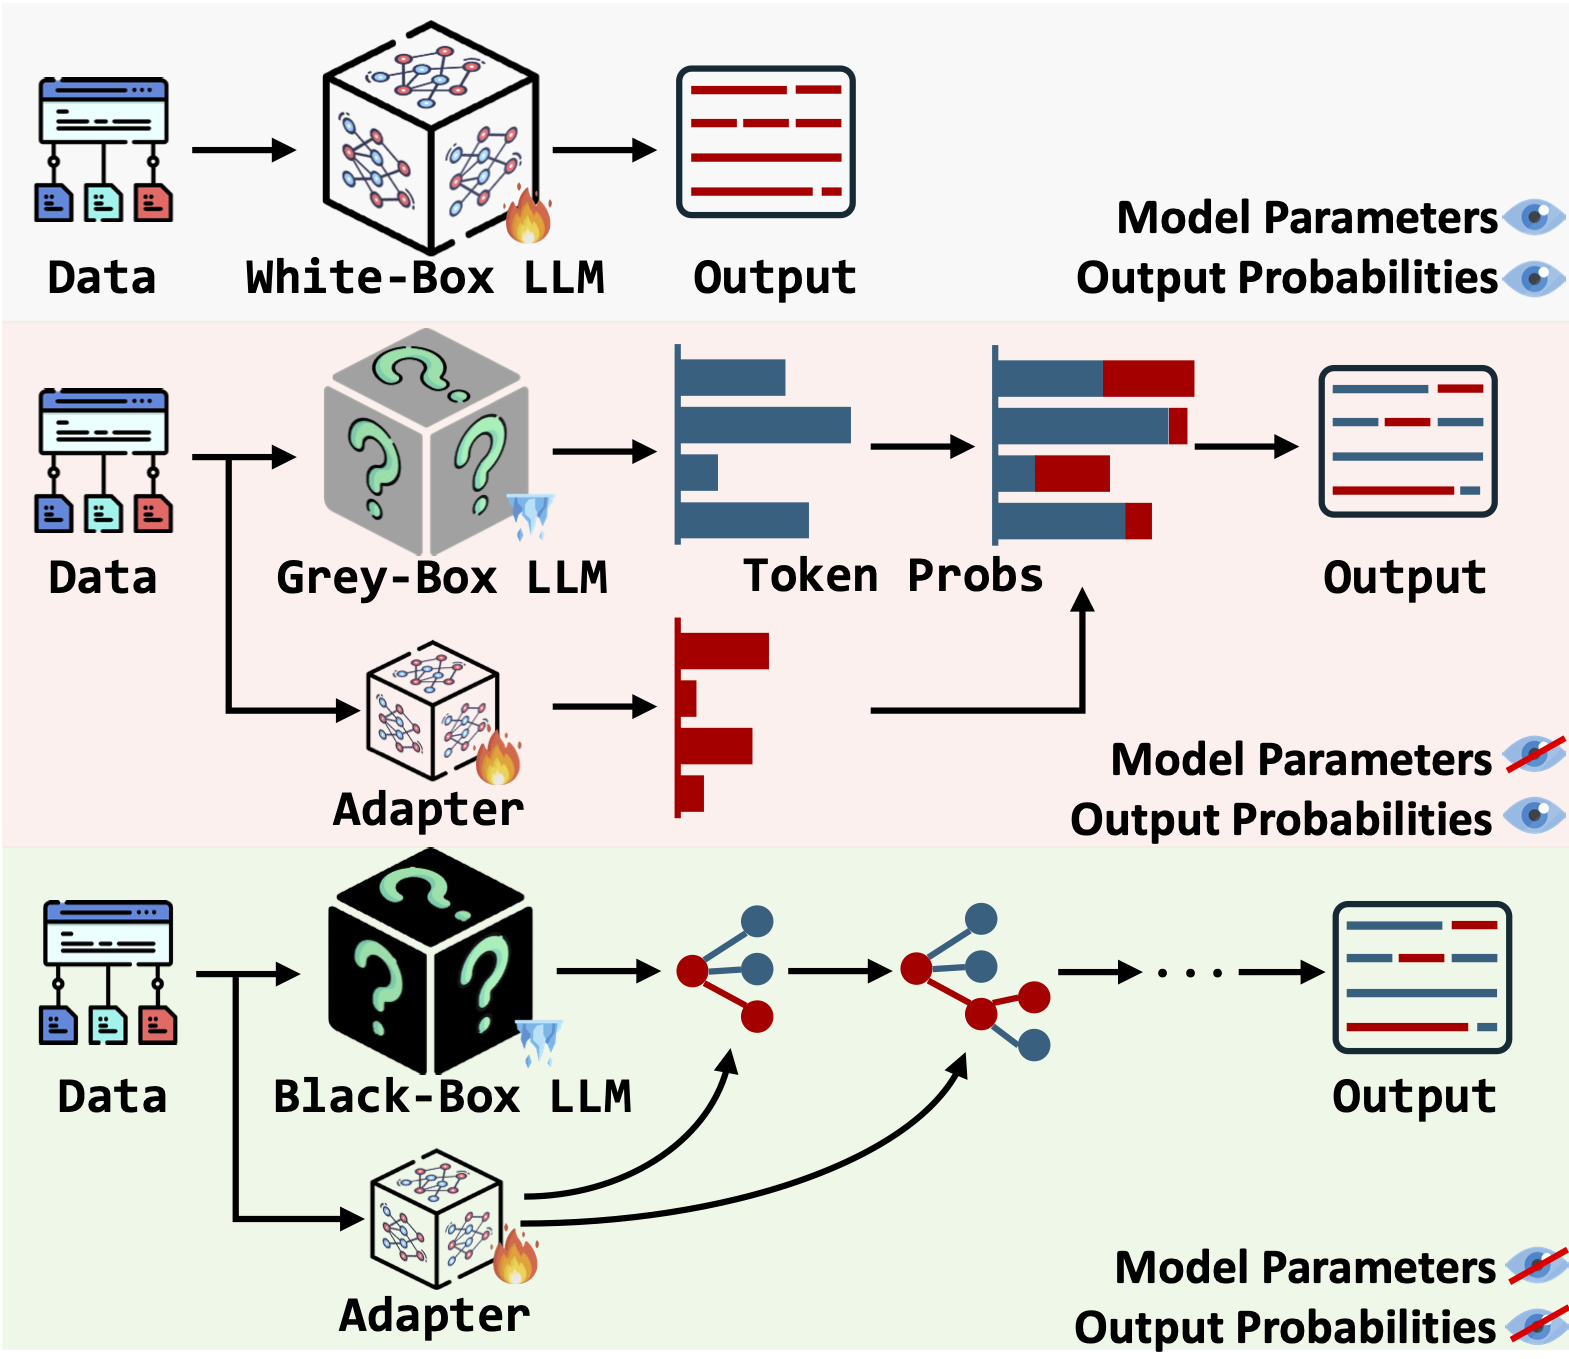 Data
White-Box LLM
Output
Model Parameters
Output Probabilities
Data
Grey-Box LLM
Token Probs
Output
Adapter
Model Parameters
Output Probabilities
Data
Black-Box LLM
Output
Adapter
Model Parameters
Output Probabilities